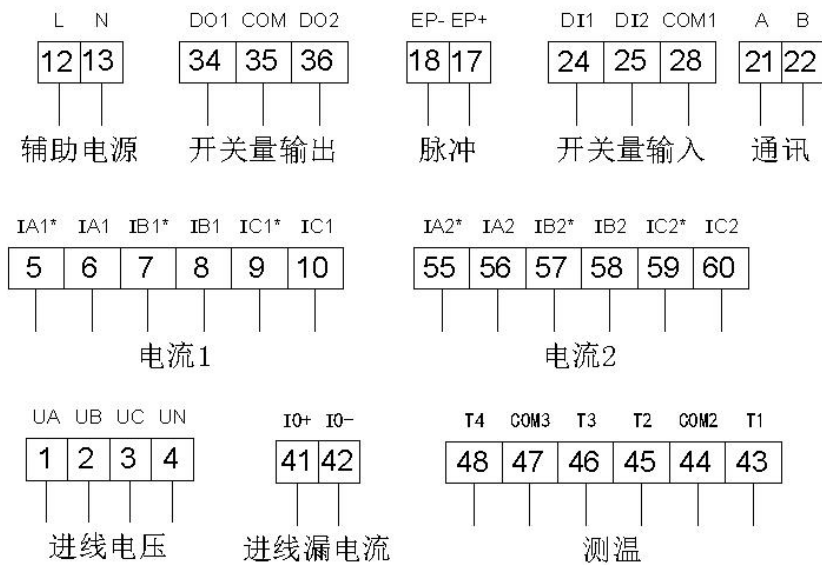 L N DO1 COM DO2 EP- EP+ DI1 DI2 COM1 A B
12 13 34 35 36 18 17 24 25 28 21 22
辅助电源 开关量输出 脉冲 开关量输入 通讯
IA1* IA1 IB1* IB1 IC1* IC1 IA2* IA2 IB2* IB2 IC2* IC2
5 6 7 8 9 10 55 56 57 58 59 60
电流1 电流2
UA UB UC UN I0+ I0- T4 COM3 T3 T2 COM2 T1
1 2 3 4 41 42 48 47 46 45 44 43
进线电压 进线漏电流 测温